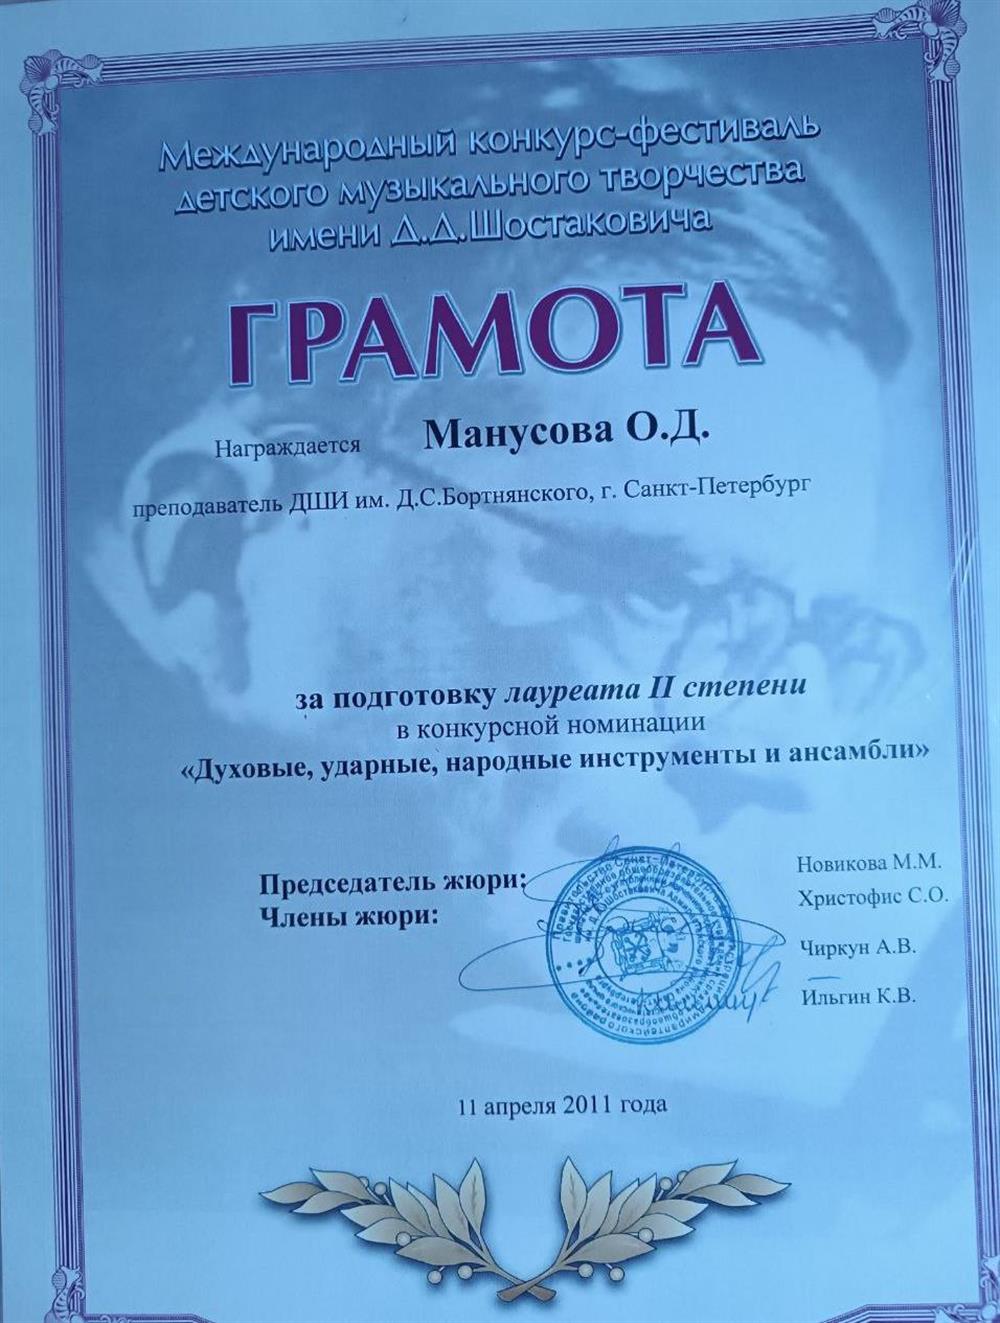 Международный конкурс-фестиваль
детского музыкального творчества
имени Д.Д.Шостаковича
ГРАМОТА
Награждается Манусова О.Д.
преподаватель ДШИ им. Д.С.Бортнянского, г. Санкт-Петербург
за подготовку лауреата II степени
в конкурсной номинации
«Духовые, ударные, народные инструменты и ансамбли»
Председатель жюри: Новикова М.М.
Члены жюри: Христофис С.О.
Чиркун А.В.
Ильгин К.В.
11 апреля 2011 года